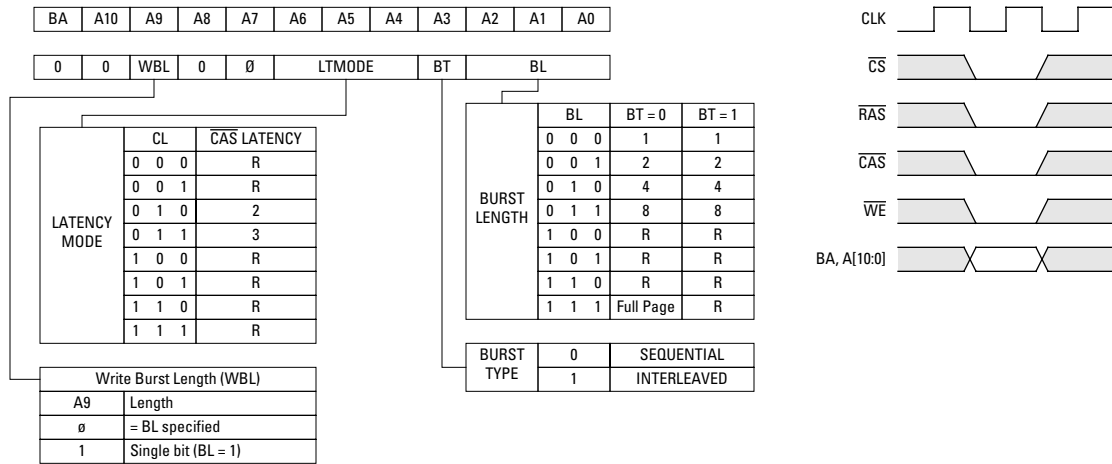 BA A10 A9 A8 A7 A6 A5 A4 A3 A2 A1 A0
0 0 WBL 0 Ø LTMODE BT BL
LATENCY MODE
CL C̅A̅S̅ LATENCY
0 0 0 R
0 0 1 R
0 1 0 2
0 1 1 3
1 0 0 R
1 0 1 R
1 1 0 R
1 1 1 R
Write Burst Length (WBL)
A9 Length
ø = BL specified
1 Single bit (BL = 1)
BURST LENGTH
BL BT = 0 BT = 1
0 0 0 1 1
0 0 1 2 2
0 1 0 4 4
0 1 1 8 8
1 0 0 R R
1 0 1 R R
1 1 0 R R
1 1 1 Full Page R
BURST TYPE
0 SEQUENTIAL
1 INTERLEAVED
CLK
C̅S̅
R̅A̅S̅
C̅A̅S̅
W̅E̅
BA, A[10:0]